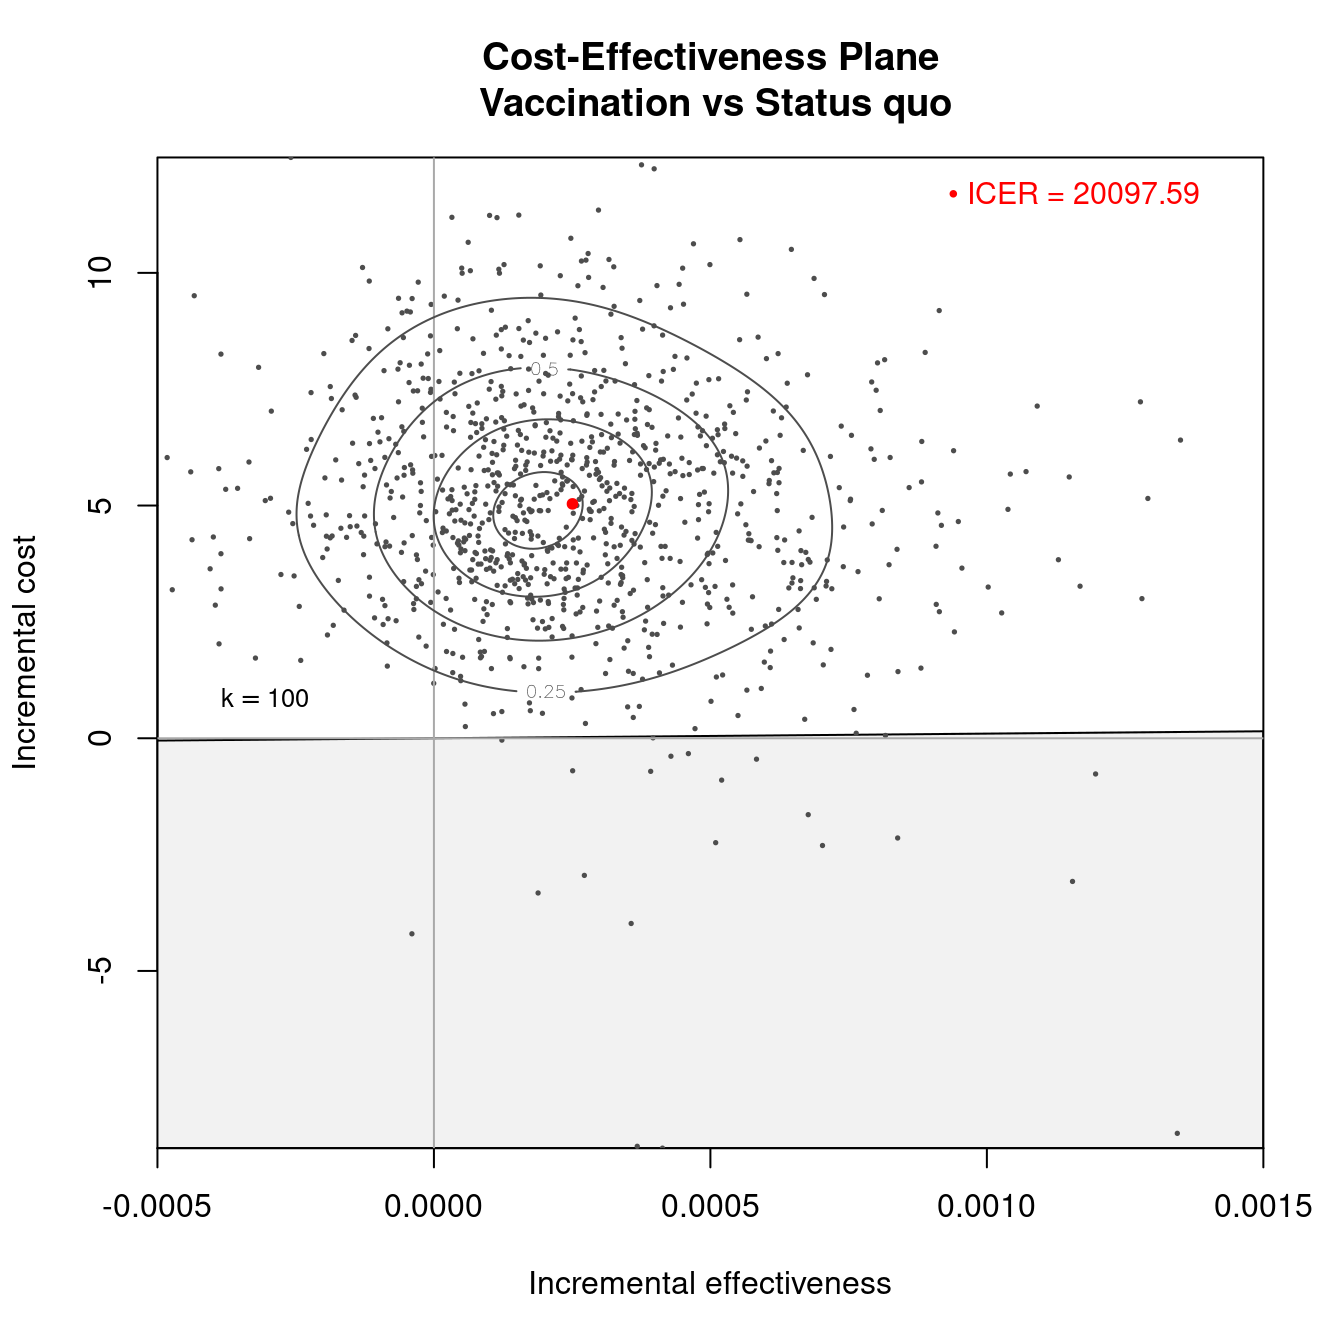 Cost-Effectiveness Plane
Vaccination vs Status quo
• ICER = 20097.59
10
5
0
-5
Incremental cost
0.5
0.25
k = 100
-0.0005 0.0000 0.0005 0.0010 0.0015
Incremental effectiveness